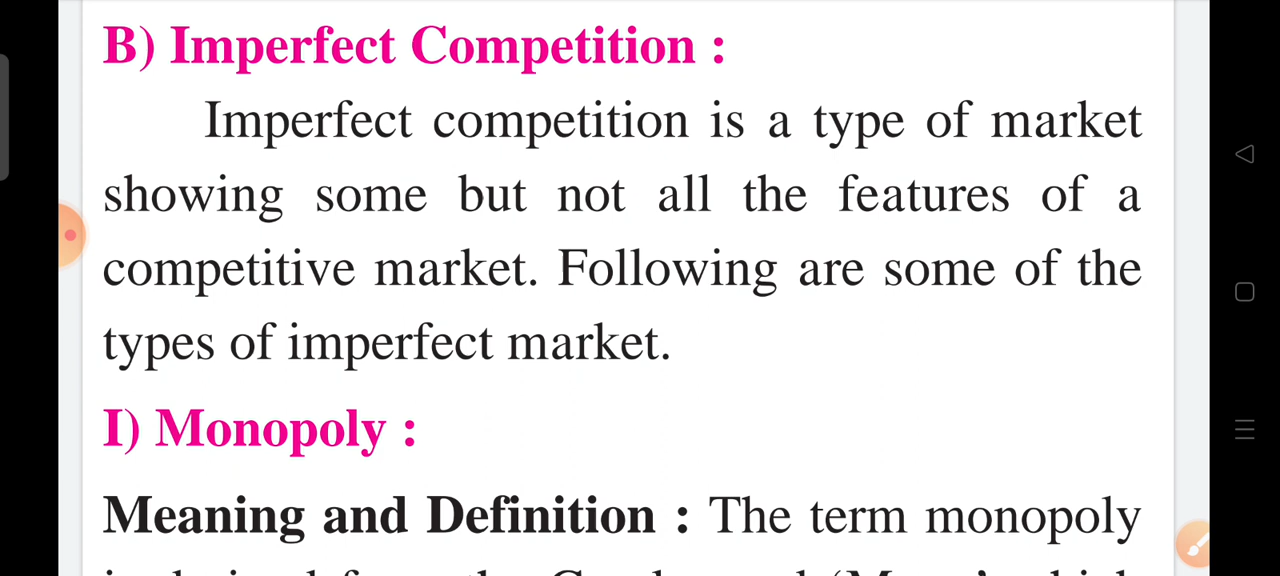 B) Imperfect Competition :
Imperfect competition is a type of market
showing some but not all the features of a
competitive market. Following are some of the
types of imperfect market.
I) Monopoly :
Meaning and Definition : The term monopoly